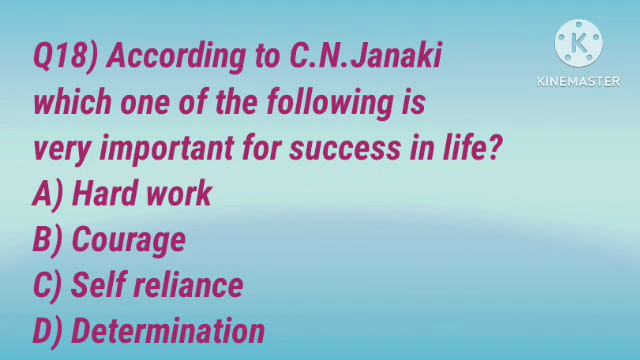 Q18) According to C.N.Janaki
which one of the following is
very important for success in life?
A) Hard work
B) Courage
C) Self reliance
D) Determination
K
KINEMASTER